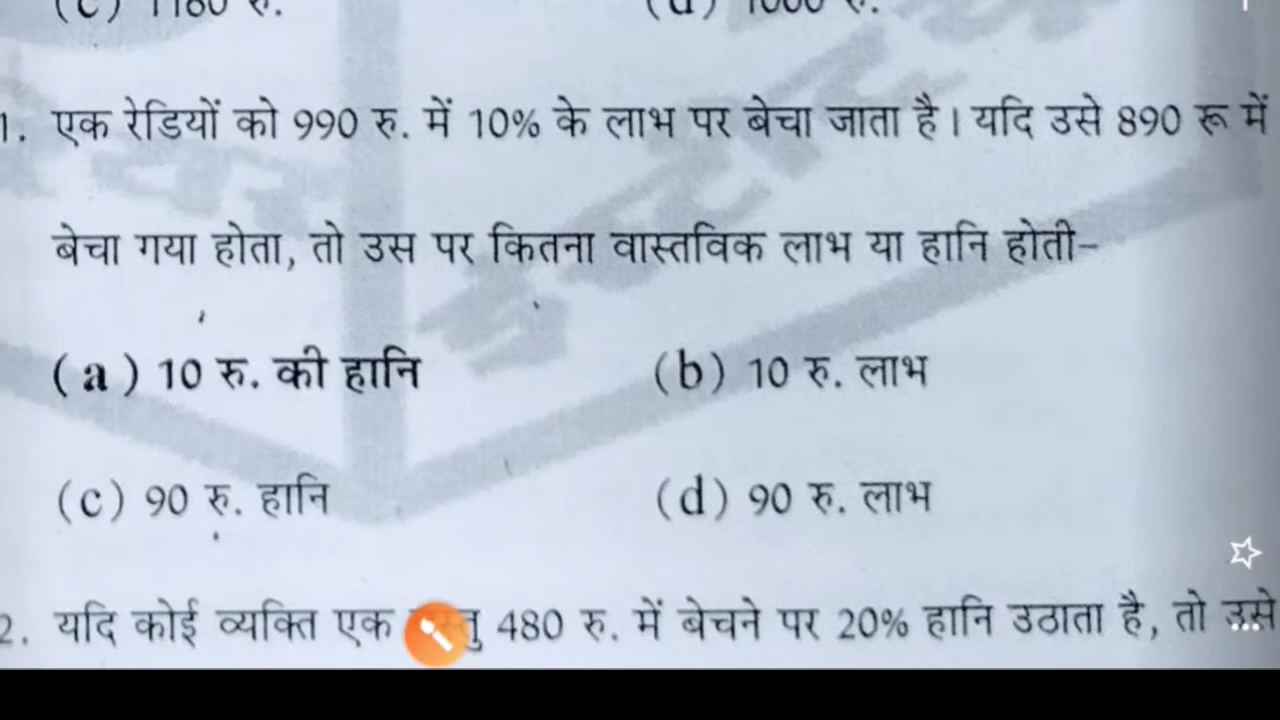 1. एक रेडियों को 990 रु. में 10% के लाभ पर बेचा जाता है। यदि उसे 890 रू में
बेचा गया होता, तो उस पर कितना वास्तविक लाभ या हानि होती-
(a) 10 रु. की हानि (b) 10 रु. लाभ
(c) 90 रु. हानि (d) 90 रु. लाभ
2. यदि कोई व्यक्ति एक 480 रु. में बेचने पर 20% हानि उठाता है, तो उसे